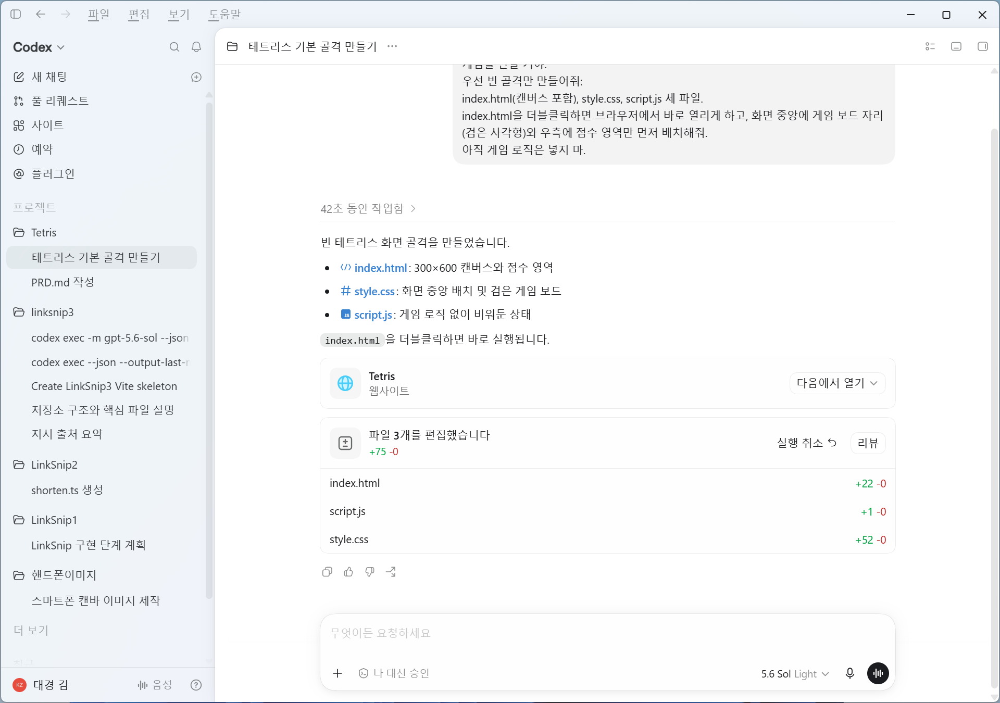 파일 편집 보기 도움말
Codex
새 채팅
풀 리퀘스트
사이트
예약
플러그인
프로젝트
Tetris
테트리스 기본 골격 만들기
PRD.md 작성
linksnip3
codex exec -m gpt-5.6-sol --json
codex exec --json --output-last-
Create LinkSnip3 Vite skeleton
저장소 구조와 핵심 파일 설명
지시 출처 요약
LinkSnip2
shorten.ts 생성
LinkSnip1
LinkSnip 구현 단계 계획
핸드폰이미지
스마트폰 캔바 이미지 제작
더 보기
KZ 대경 김 음성
테트리스 기본 골격 만들기
우선 빈 골격만 만들어줘:
index.html(캔버스 포함), style.css, script.js 세 파일.
index.html을 더블클릭하면 브라우저에서 바로 열리게 하고, 화면 중앙에 게임 보드 자리
(검은 사각형)와 우측에 점수 영역만 먼저 배치해줘.
아직 게임 로직은 넣지 마.
42초 동안 작업함
빈 테트리스 화면 골격을 만들었습니다.
index.html: 300×600 캔버스와 점수 영역
style.css: 화면 중앙 배치 및 검은 게임 보드
JS script.js: 게임 로직 없이 비워둔 상태
index.html을 더블클릭하면 바로 실행됩니다.
Tetris
웹사이트
다음에서 열기
파일 3개를 편집했습니다
+75 -0
실행 취소
리뷰
index.html +22 -0
script.js +1 -0
style.css +52 -0
무엇이든 요청하세요
나 대신 승인
5.6 Sol Light